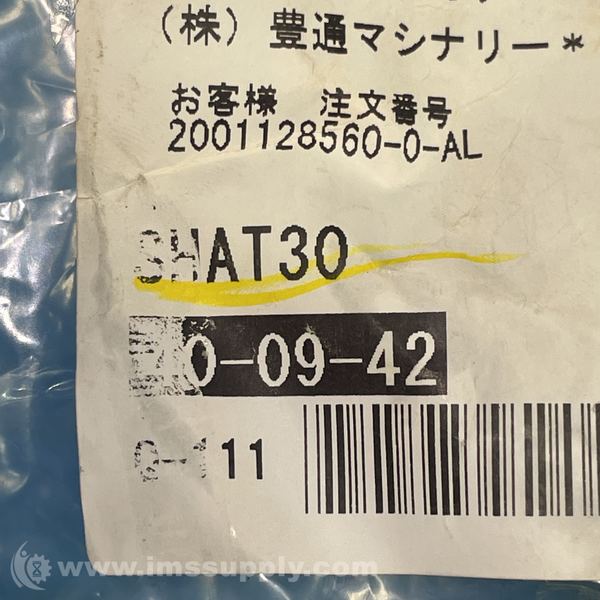 (株) 豊通マシナリー*
お客様 注文番号
2001128560-0-AL
SHAT30
0-09-42
11
www.imssupply.com